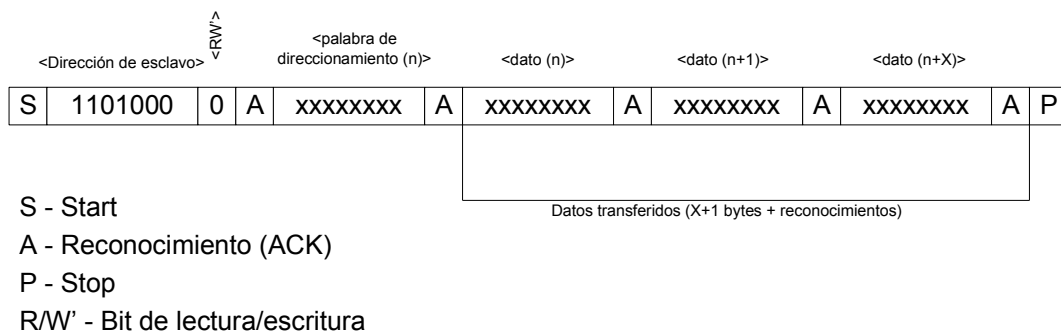 <RW'>
<palabra de
<Dirección de esclavo> direccionamiento (n)> <dato (n)> <dato (n+1)> <dato (n+X)>
S 1101000 0 A xxxxxxxx A xxxxxxxx A xxxxxxxx A xxxxxxxx A P
Datos transferidos (X+1 bytes + reconocimientos)
S - Start
A - Reconocimiento (ACK)
P - Stop
R/W' - Bit de lectura/escritura